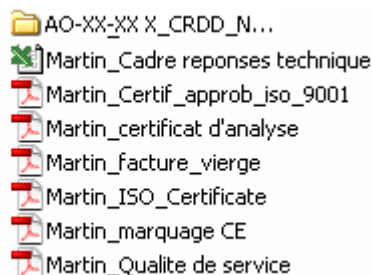 AO-XX-XX X_CRDD_N...
Martin_Cadre reponses technique
Martin_Certif_approb_iso_9001
Martin_certificat d'analyse
Martin_facture_vierge
Martin_ISO_Certificate
Martin_marquage CE
Martin_Qualite de service